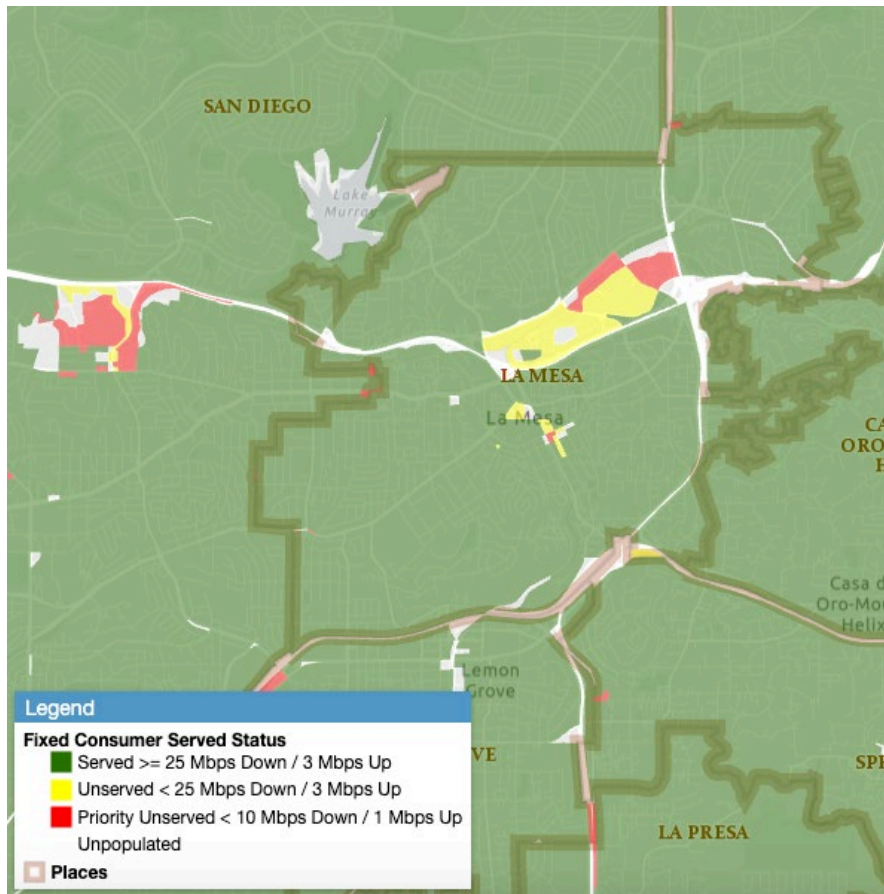 SAN DIEGO
Lake
Murray
LA MESA
La Mesa
CA
ORO-
H
Casa d
Oro-Mou
Helix
Lemon
Grove
VE
SPR
LA PRESA
Legend
Fixed Consumer Served Status
Served >= 25 Mbps Down / 3 Mbps Up
Unserved < 25 Mbps Down / 3 Mbps Up
Priority Unserved < 10 Mbps Down / 1 Mbps Up
Unpopulated
Places